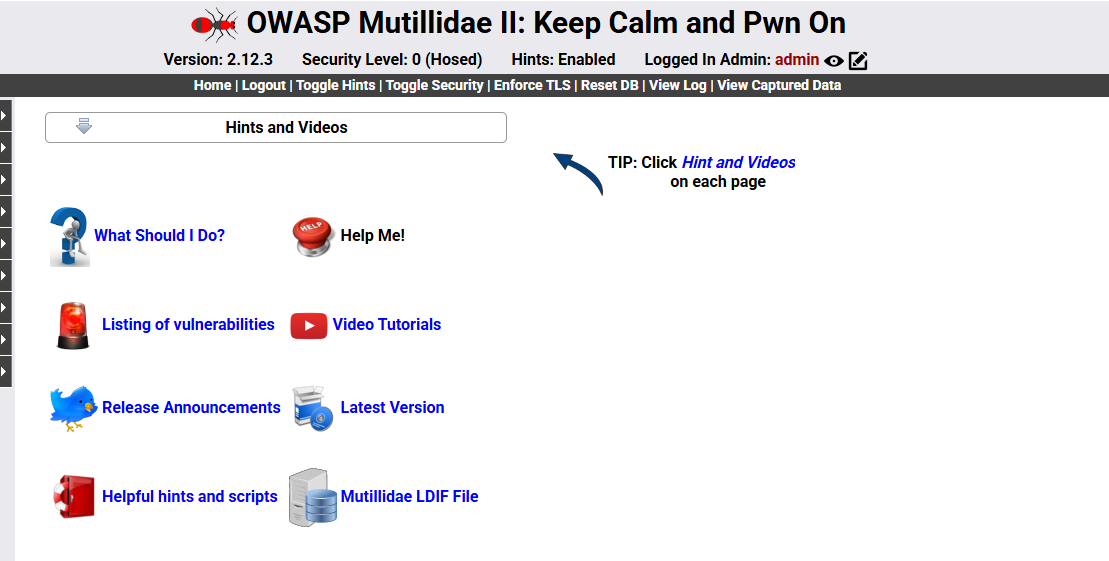 OWASP Mutillidae II: Keep Calm and Pwn On
Version: 2.12.3 Security Level: 0 (Hosed) Hints: Enabled Logged In Admin: admin
Home | Logout | Toggle Hints | Toggle Security | Enforce TLS | Reset DB | View Log | View Captured Data
Hints and Videos
TIP: Click Hint and Videos
on each page
What Should I Do?
HELP
Help Me!
Listing of vulnerabilities
Video Tutorials
Release Announcements
Latest Version
Helpful hints and scripts
Mutillidae LDIF File